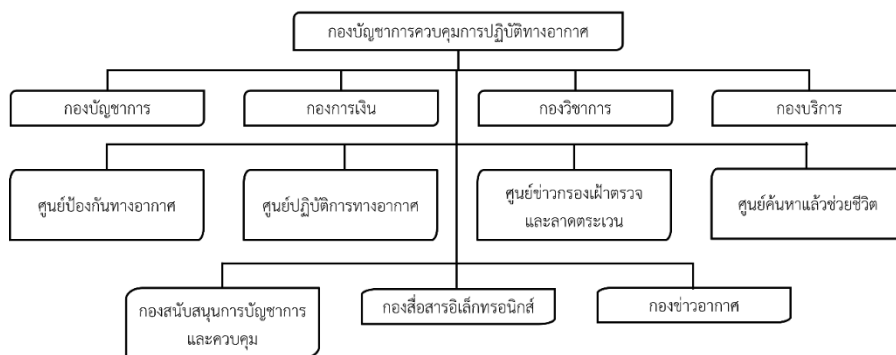 กองบัญชาการควบคุมการปฏิบัติทางอากาศ
กองบัญชาการ
กองการเงิน
กองวิชาการ
กองบริการ
ศูนย์ป้องกันทางอากาศ
ศูนย์ปฏิบัติการทางอากาศ
ศูนย์ข่าวกรองเฝ้าตรวจ
และลาดตระเวน
ศูนย์ค้นหาแล้วช่วยชีวิต
กองสนับสนุนการบัญชาการ
และควบคุม
กองสื่อสารอิเล็กทรอนิกส์
กองข่าวอากาศ